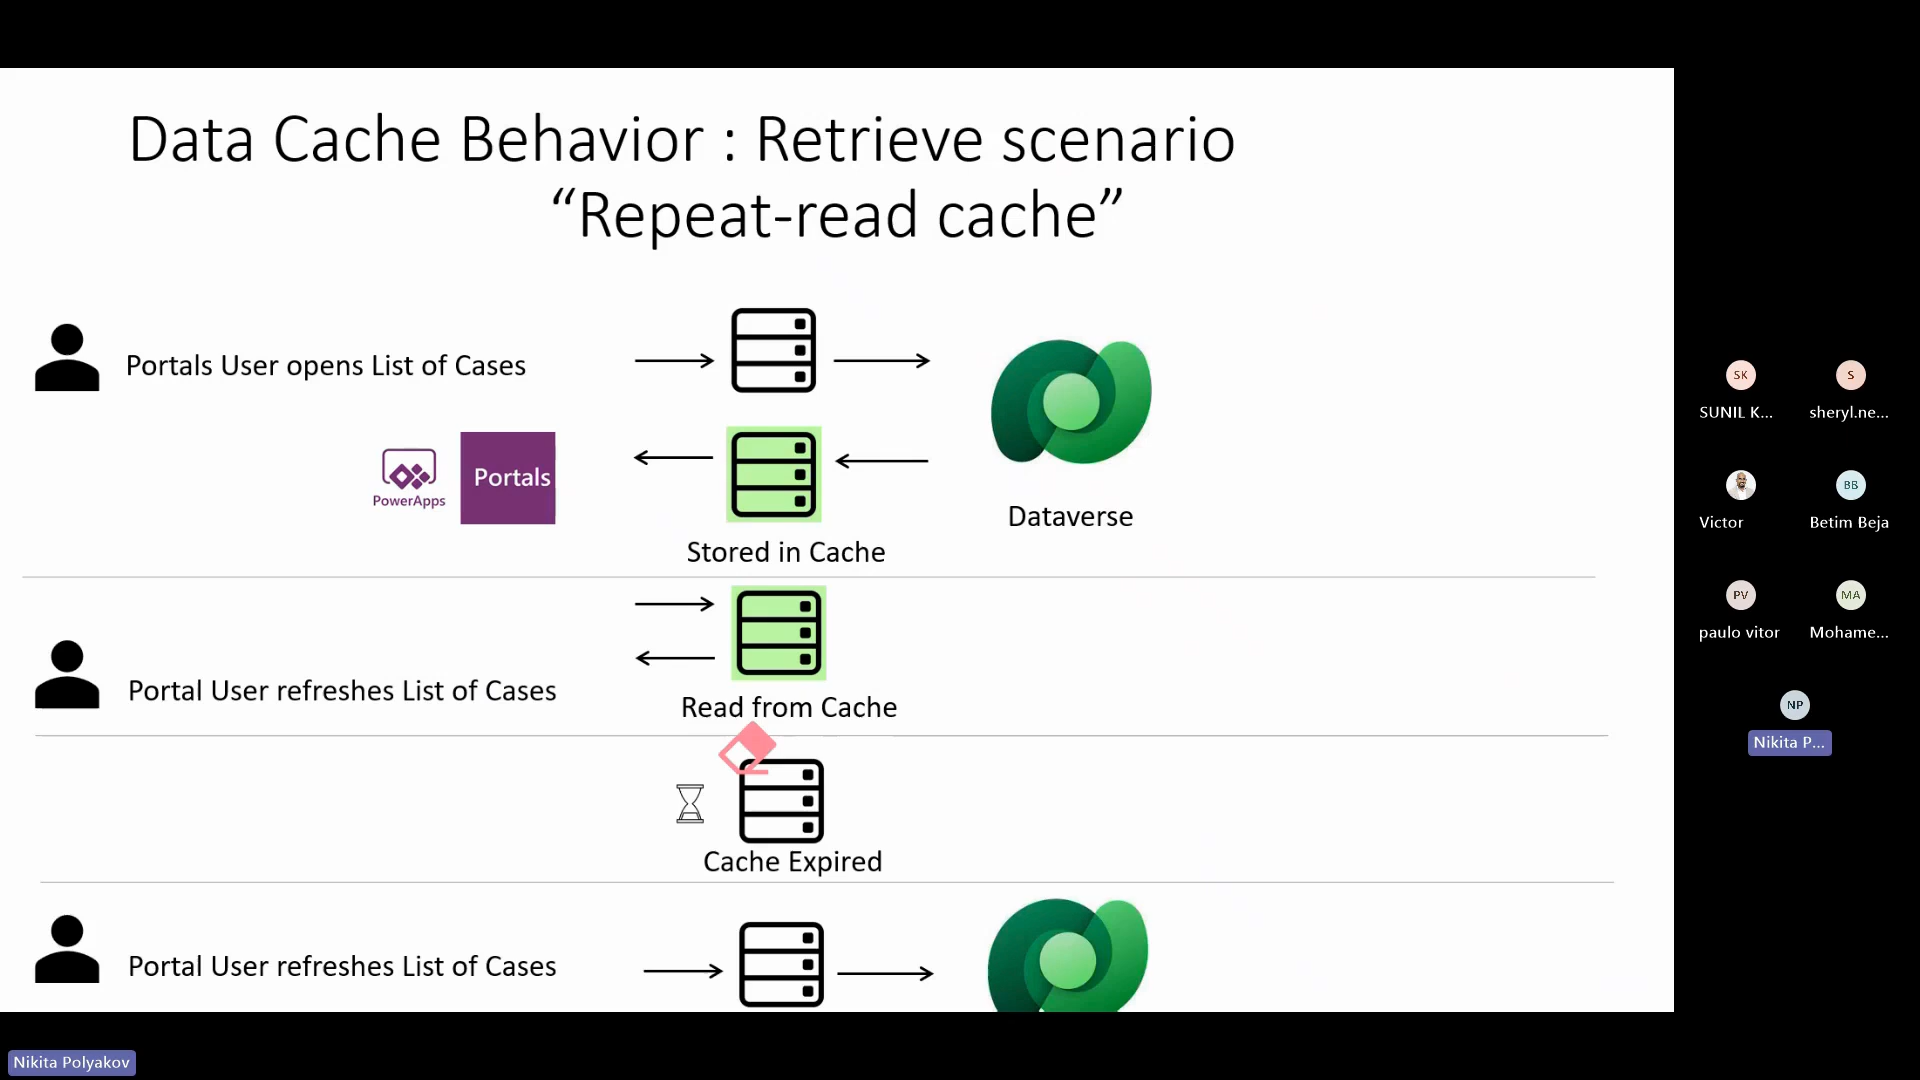 Data Cache Behavior : Retrieve scenario
“Repeat-read cache”
Portals User opens List of Cases
PowerApps
Portals
Dataverse
Stored in Cache
Portal User refreshes List of Cases
Read from Cache
Cache Expired
Portal User refreshes List of Cases
SK
SUNIL K...
S
sheryl.ne...
Victor
BB
Betim Beja
PV
paulo vitor
MA
Mohame...
NP
Nikita P...
Nikita Polyakov